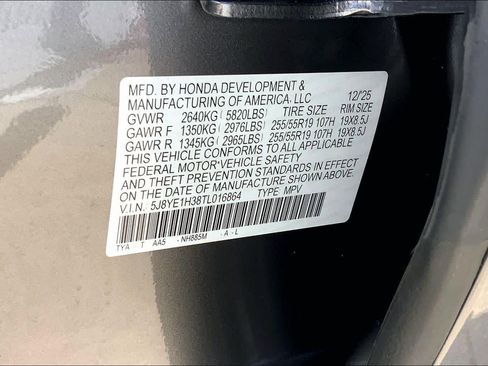 MFD. BY HONDA DEVELOPMENT &
MANUFACTURING OF AMERICA, LLC 12/25
GVWR 2640KG (5820LBS) TIRE SIZE RIM SIZE
GAWR F 1350KG (2976LBS) 255/55R19 107H 19X8.5J
GAWR R 1345KG (2965LBS) 255/55R19 107H 19X8.5J
THIS VEHICLE CONFORMS TO ALL APPLICABLE
FEDERAL MOTOR VEHICLE SAFETY
AND THEFT PREVENTION STANDARDS IN EFFECT
ON THE DATE OF MANUFACTURE SHOWN ABOVE.
V.I.N. 5J8YE1H38TL016864 TYPE MPV
TYA T AA5 -NH885M -A-L